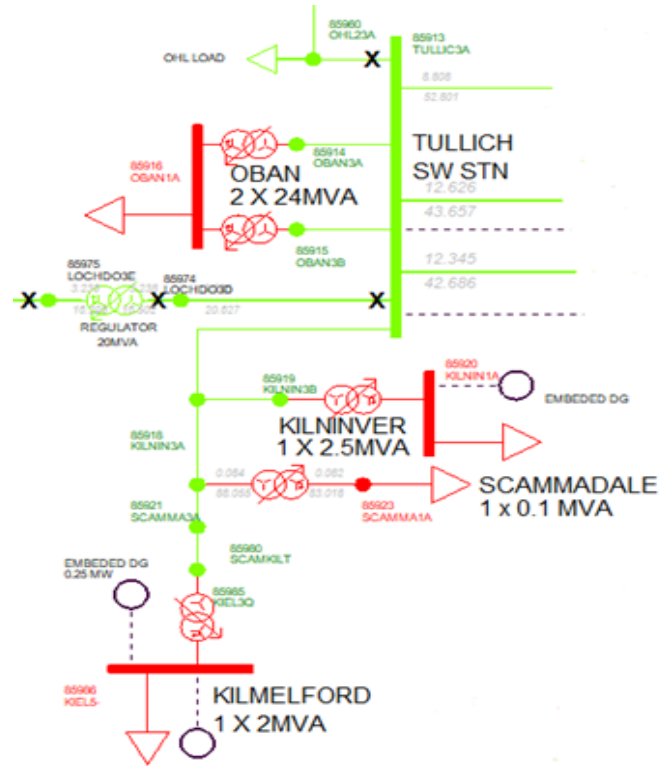 85960
OHL23A
85913
TULLIC3A
OHL LOAD
X
8.806
52.801
85916
OBAN1A
85914
OBAN3A
OBAN
2 X 24MVA
TULLICH
SW STN
12.626
43.657
85915
OBAN3B
85975
LOCHDO3E
85974
LOCHDO3D
12.345
42.686
X
X
X
20.627
REGULATOR
20MVA
85919
KILNIN3B
85920
KILNIN1A
EMBEDED DG
KILNINVER
1 X 2.5MVA
85918
KILNIN3A
0.084
0.082
83.018
SCAMMADALE
1 x 0.1 MVA
85921
SCAMMA3A
85923
SCAMMA1A
EMBEDED DG
0.25 MW
85980
SCAMKILT
85985
KIEL3Q
85986
KIEL5-
KILMELFORD
1 X 2MVA